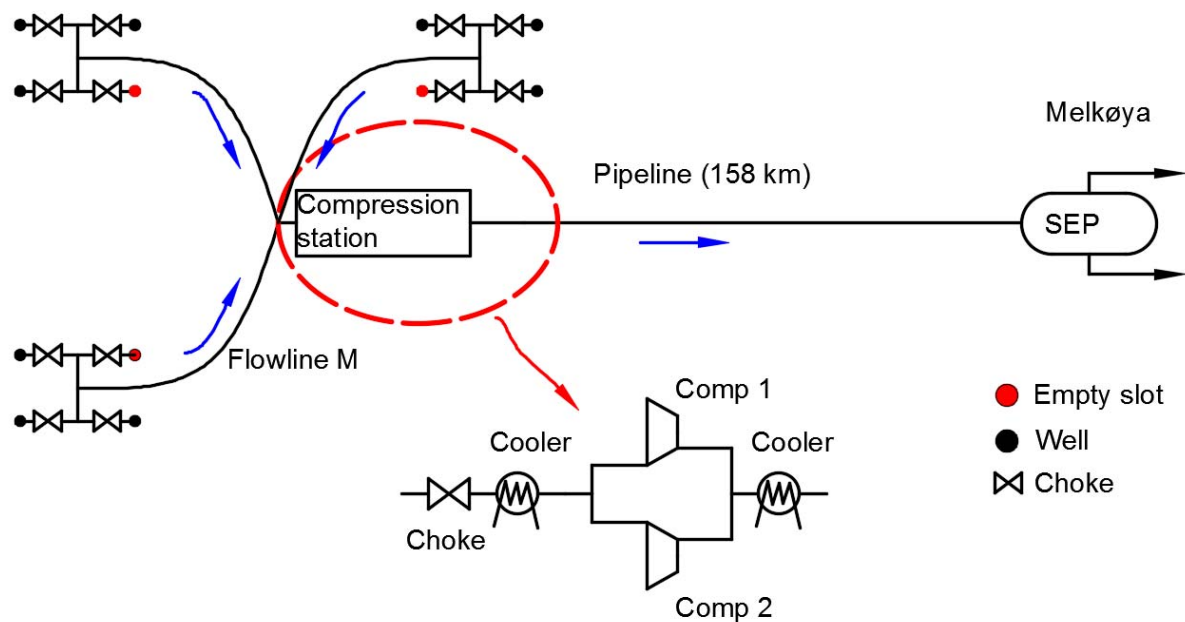 Melkøya
Pipeline (158 km)
Compression
station
SEP
Flowline M
Comp 1
Cooler
Cooler
Choke
Comp 2
Empty slot
Well
Choke